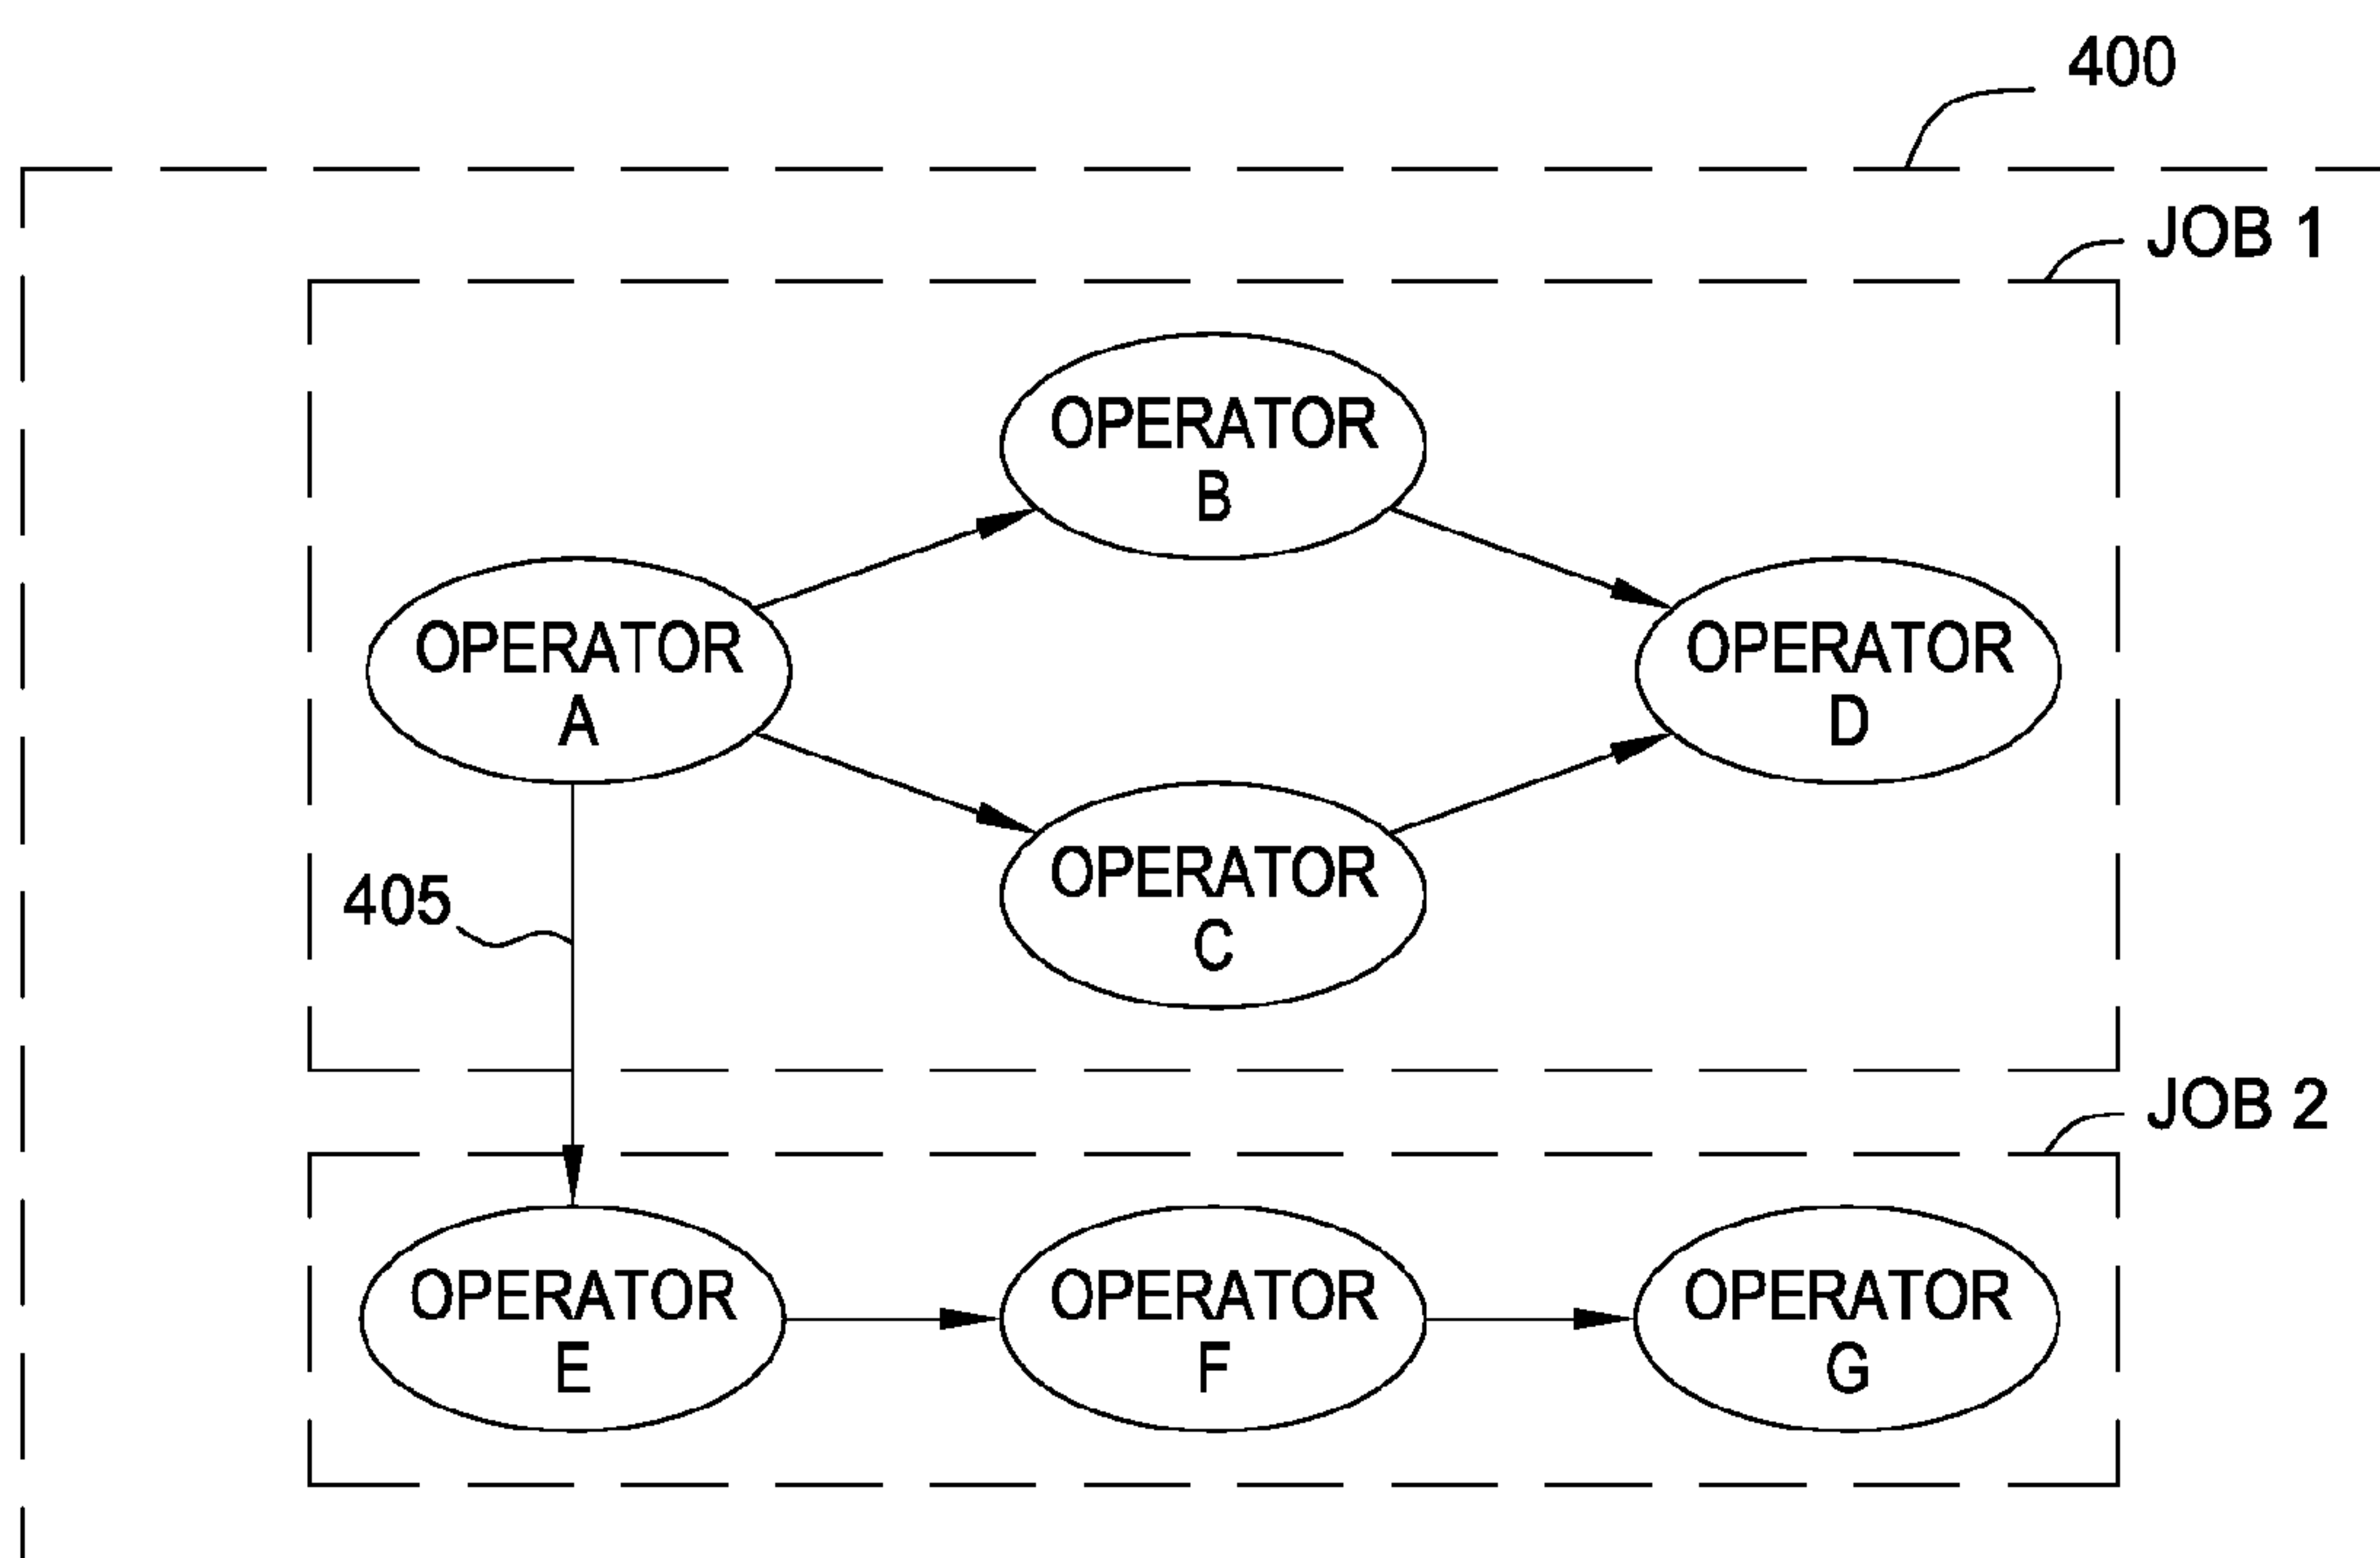 400
JOB 1
OPERATOR
B
OPERATOR
A
OPERATOR
D
OPERATOR
C
405
JOB 2
OPERATOR
E
OPERATOR
F
OPERATOR
G